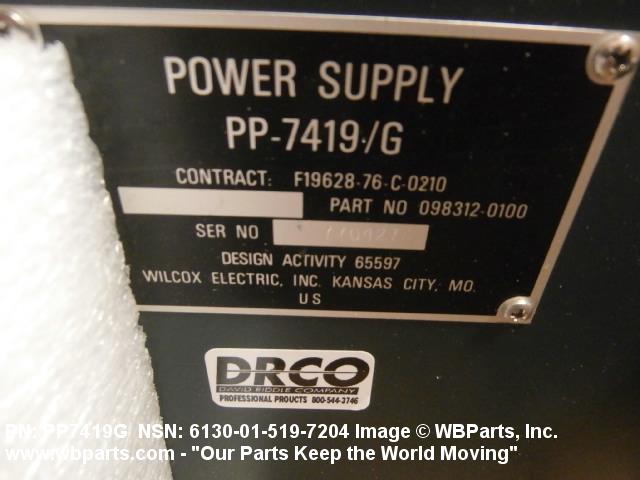 POWER SUPPLY
PP-7419/G
CONTRACT: F19628-76-C-0210
PART NO 098312-0100
SER NO
DESIGN ACTIVITY 65597
WILCOX ELECTRIC, INC. KANSAS CITY, MO.
US
DRCO
DAVID RIDDLE COMPANY
PROFESSIONAL PROUCTS 800-544-3746
PN: PP7419G NSN: 6130-01-519-7204 Image © WBParts, Inc.
www.wbparts.com - "Our Parts Keep the World Moving"